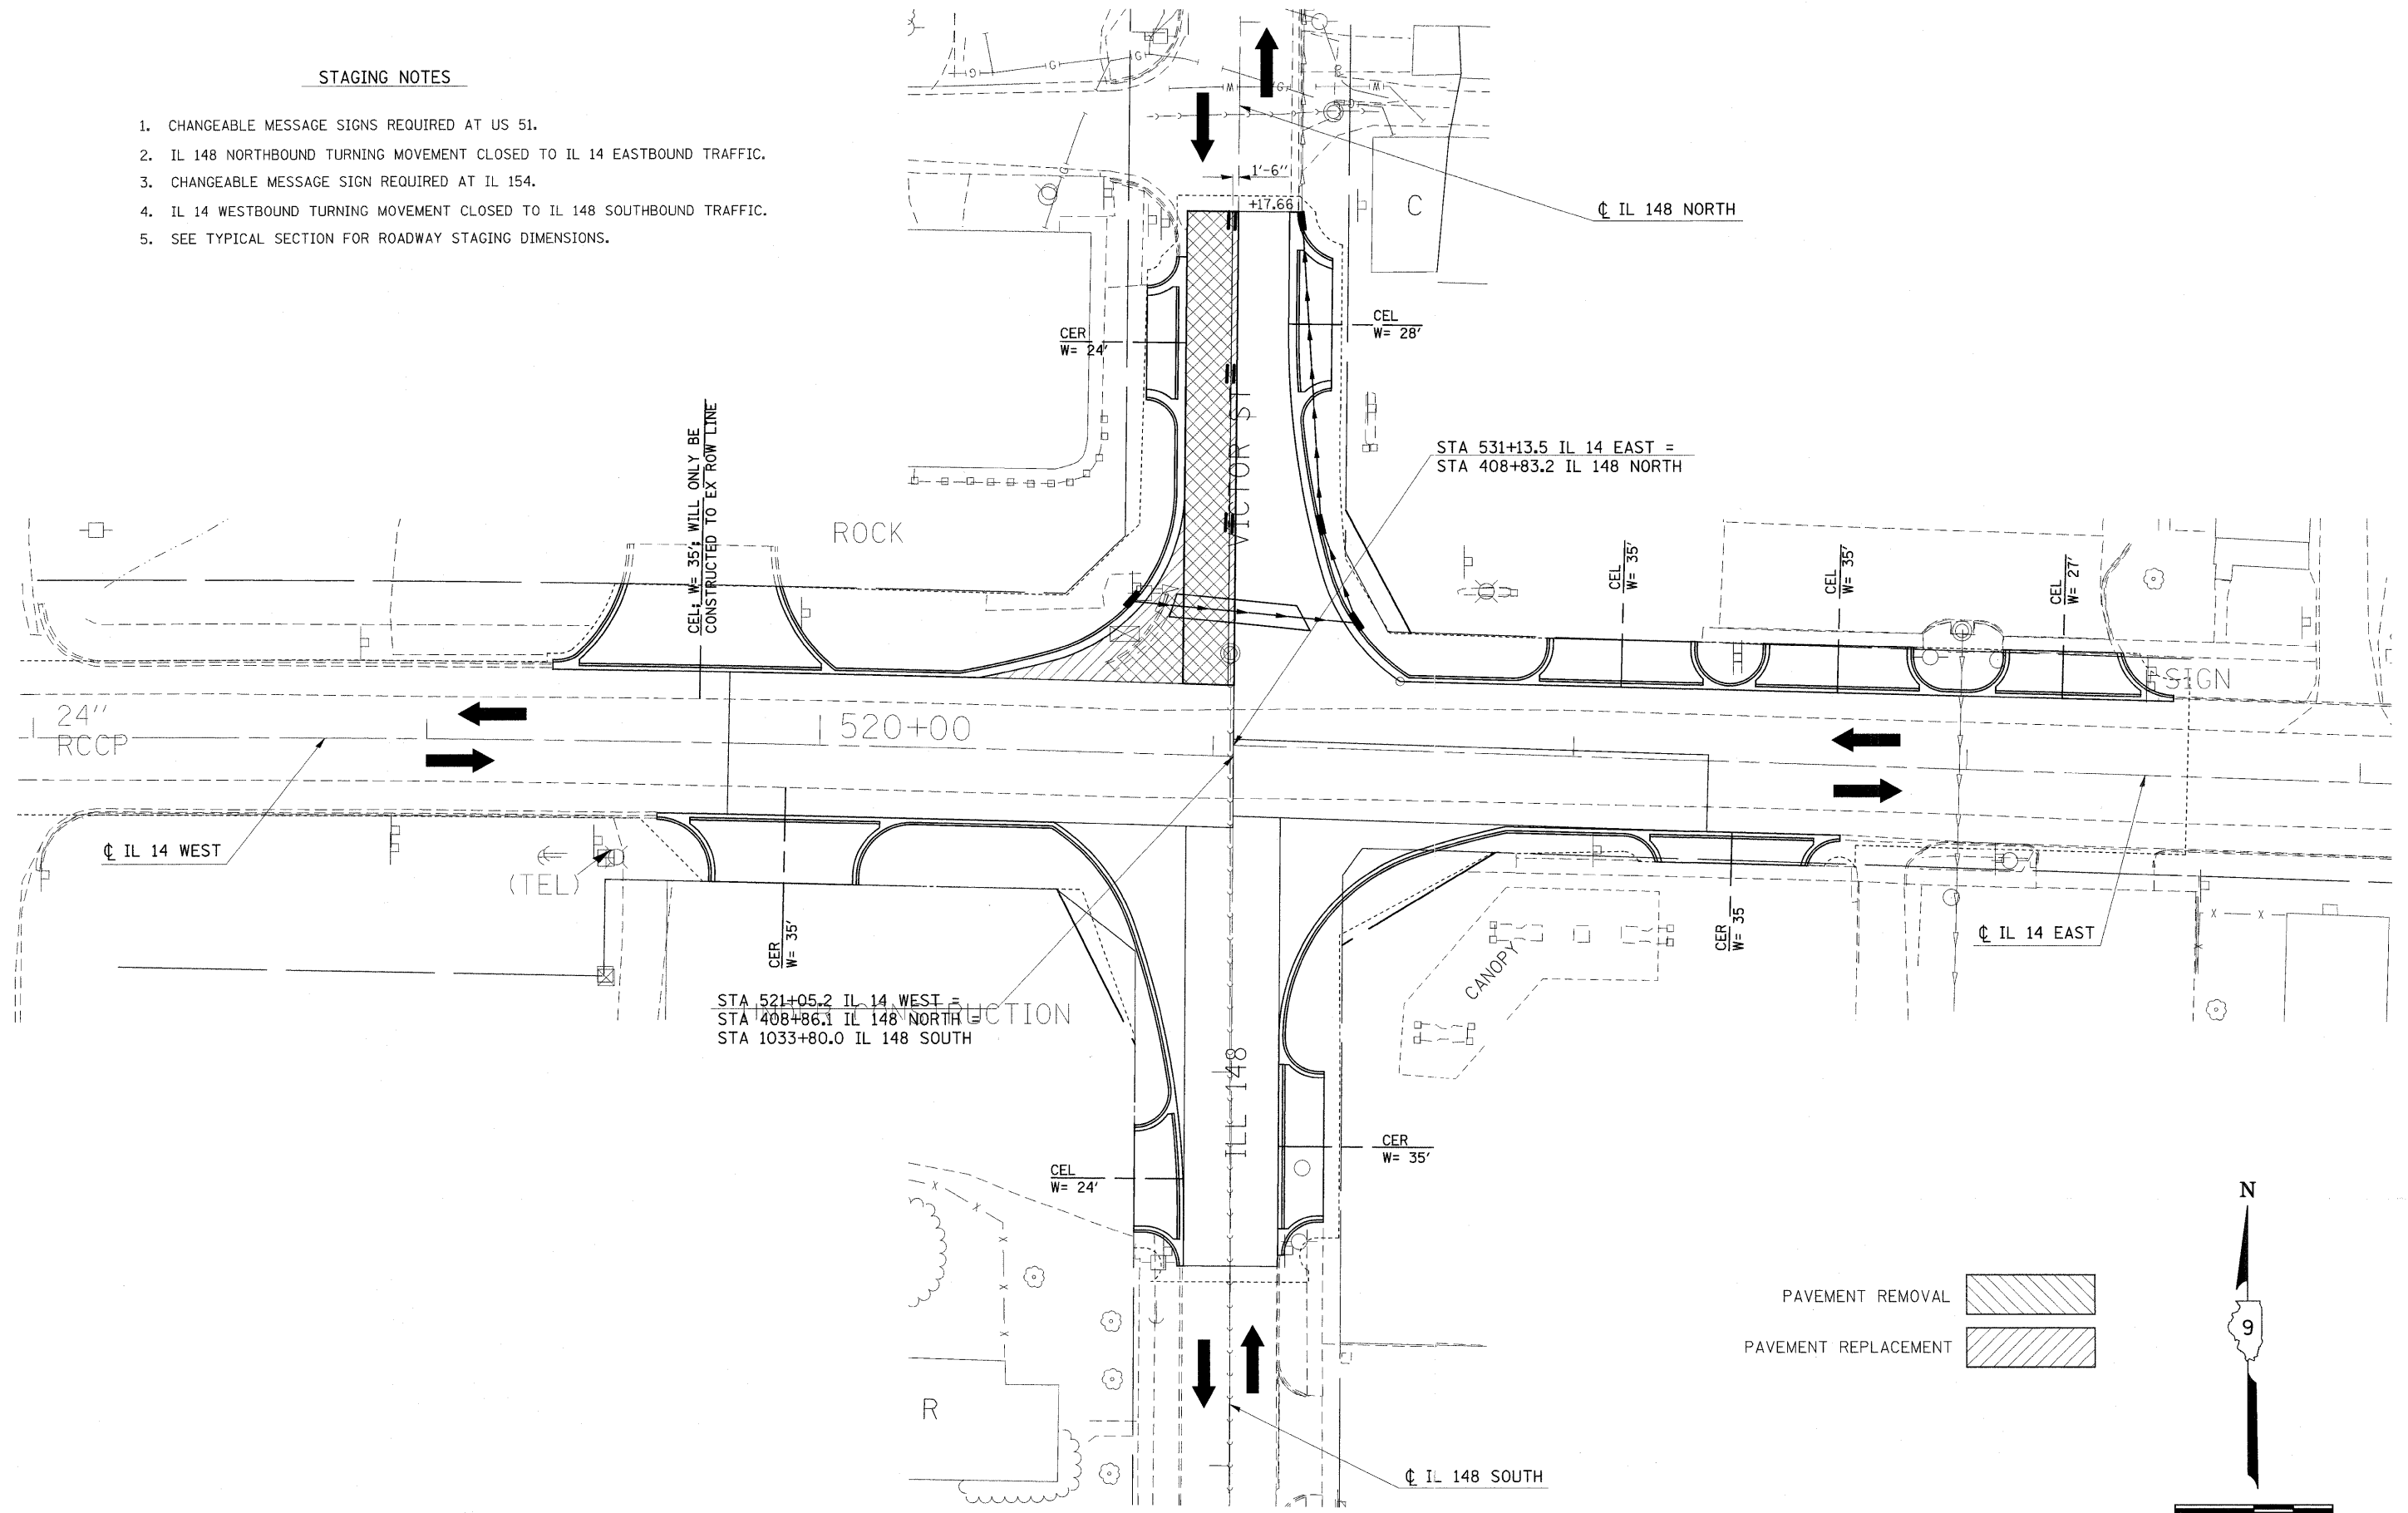 STAGING NOTES
1. CHANGEABLE MESSAGE SIGNS REQUIRED AT US 51.
2. IL 148 NORTHBOUND TURNING MOVEMENT CLOSED TO IL 14 EASTBOUND TRAFFIC.
3. CHANGEABLE MESSAGE SIGN REQUIRED AT IL 154.
4. IL 14 WESTBOUND TURNING MOVEMENT CLOSED TO IL 148 SOUTHBOUND TRAFFIC.
5. SEE TYPICAL SECTION FOR ROADWAY STAGING DIMENSIONS.
1'-6"
+17.66
C
℄ IL 148 NORTH
CER
W= 24'
CEL
W= 28'
VICTOR ST
STA 531+13.5 IL 14 EAST =
STA 408+83.2 IL 148 NORTH
CEL; W= 35'; WILL ONLY BE
CONSTRUCTED TO EX ROW LINE
ROCK
CEL
W= 35'
CEL
W= 35'
CEL
W= 27'
SIGN
24"
RCCP
520+00
℄ IL 14 WEST
(TEL)
CER
W= 35'
CER
W= 35
CANOPY
℄ IL 14 EAST
STA 521+05.2 IL 14 WEST =
STA 408+86.1 IL 148 NORTH =
STA 1033+80.0 IL 148 SOUTH
UNDER CONSTRUCTION
ILL 148
CEL
W= 24'
CER
W= 35'
N
9
PAVEMENT REMOVAL
PAVEMENT REPLACEMENT
R
℄ IL 148 SOUTH